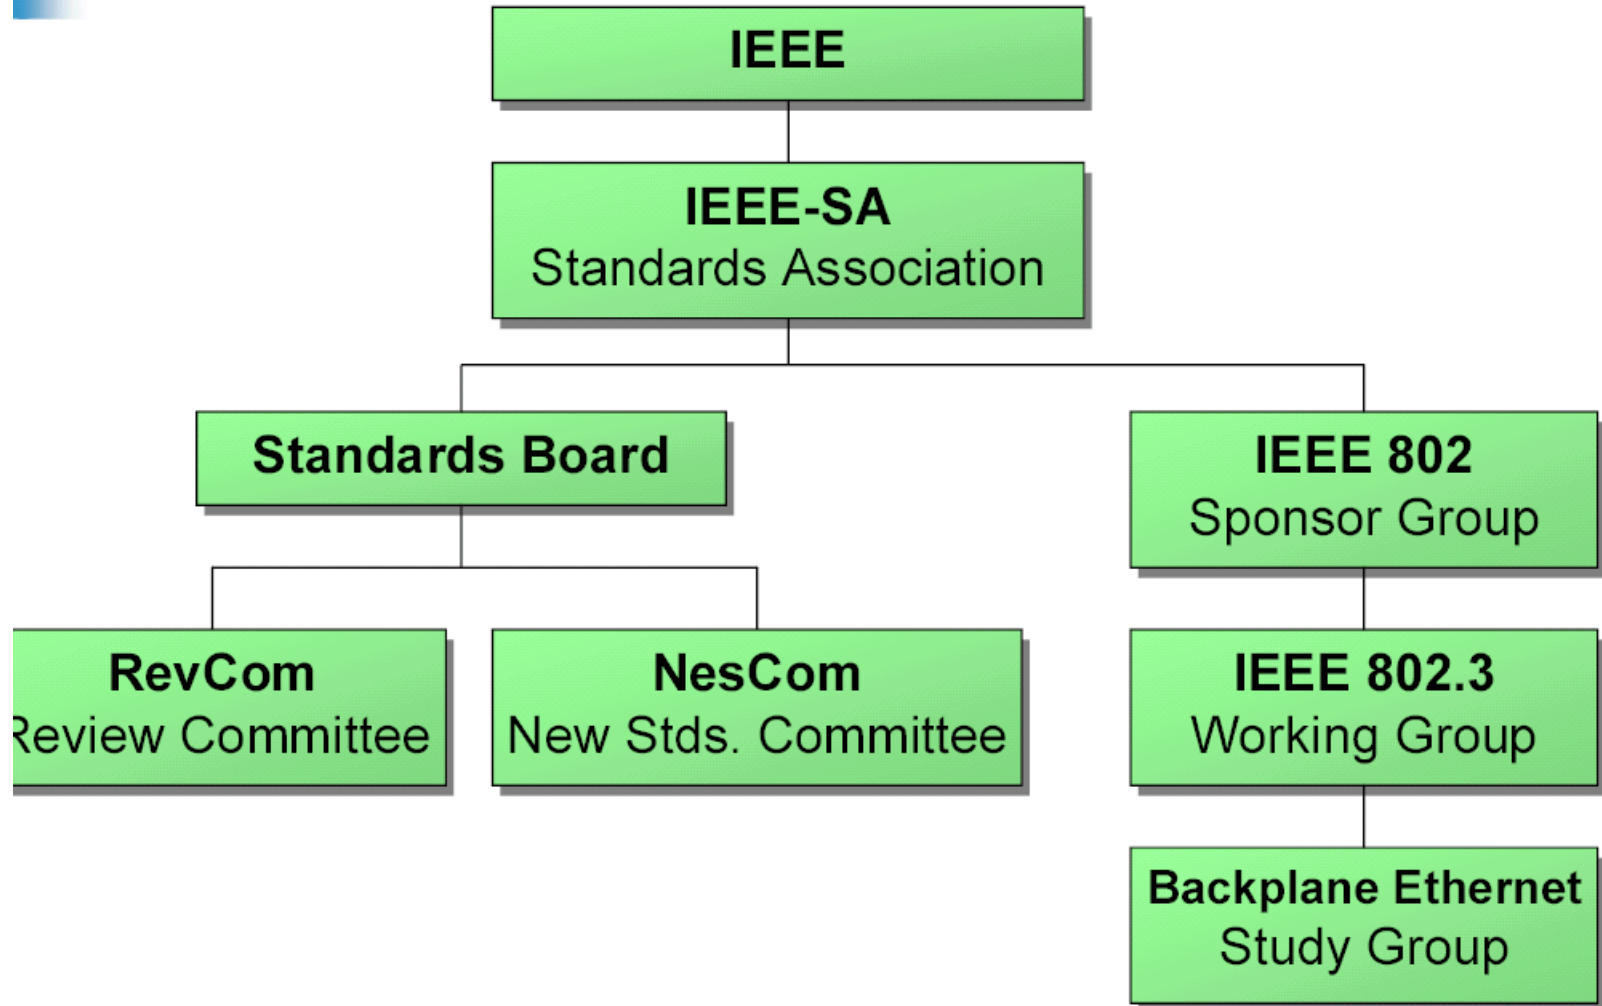 IEEE
IEEE-SA
Standards Association
Standards Board
IEEE 802
Sponsor Group
RevCom
Review Committee
NesCom
New Stds. Committee
IEEE 802.3
Working Group
Backplane Ethernet
Study Group